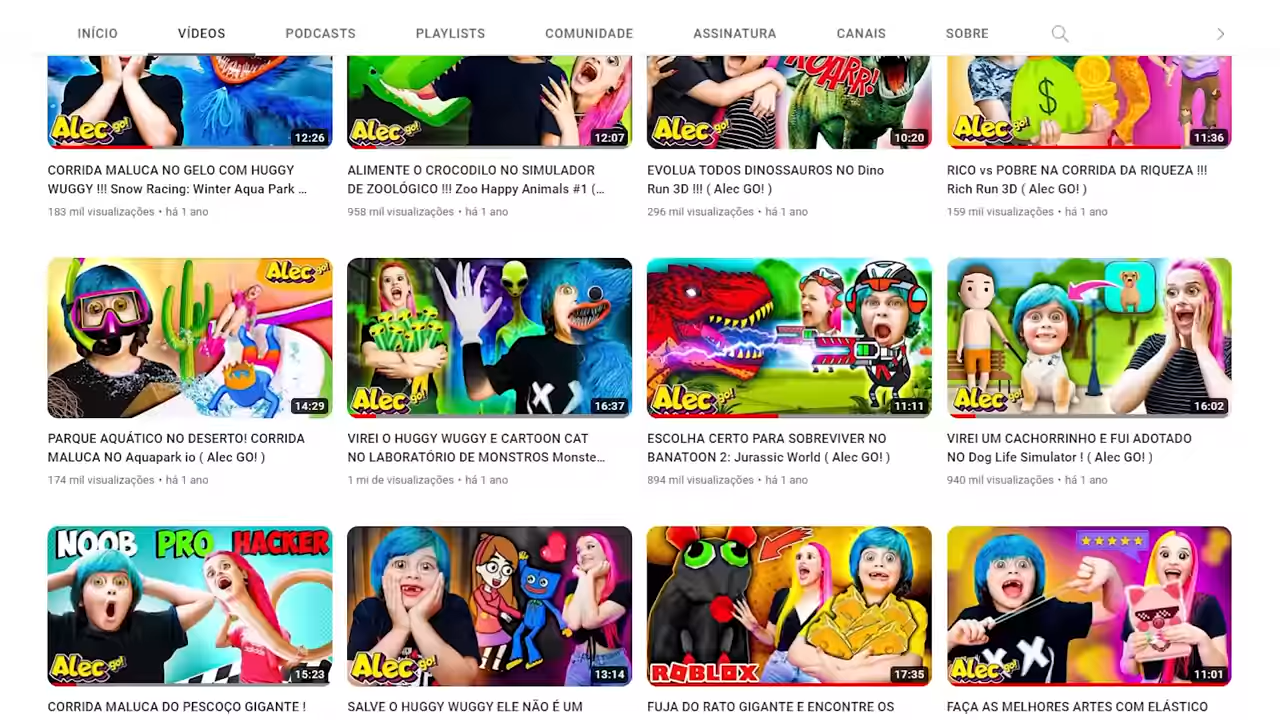 INÍCIO VÍDEOS PODCASTS PLAYLISTS COMUNIDADE ASSINATURA CANAIS SOBRE
Alec go! 12:26
Alec go! 12:07
ROARR!
Alec go! 10:20
$
Alec go! 11:36
CORRIDA MALUCA NO GELO COM HUGGY
WUGGY !!! Snow Racing: Winter Aqua Park ...
183 mil visualizações • há 1 ano
ALIMENTE O CROCODILO NO SIMULADOR
DE ZOOLÓGICO !!! Zoo Happy Animals #1 (...
958 mil visualizações • há 1 ano
EVOLUA TODOS DINOSSAUROS NO Dino
Run 3D !!! ( Alec GO! )
296 mil visualizações • há 1 ano
RICO vs POBRE NA CORRIDA DA RIQUEZA !!!
Rich Run 3D ( Alec GO! )
159 mil visualizações • há 1 ano
Alec go!
14:29
Alec go! 16:37
Alec go! 11:11
Alec go! 16:02
PARQUE AQUÁTICO NO DESERTO! CORRIDA
MALUCA NO Aquapark io ( Alec GO! )
174 mil visualizações • há 1 ano
VIREI O HUGGY WUGGY E CARTOON CAT
NO LABORATÓRIO DE MONSTROS Monste...
1 mi de visualizações • há 1 ano
ESCOLHA CERTO PARA SOBREVIVER NO
BANATOON 2: Jurassic World ( Alec GO! )
894 mil visualizações • há 1 ano
VIREI UM CACHORRINHO E FUI ADOTADO
NO Dog Life Simulator ! ( Alec GO! )
940 mil visualizações • há 1 ano
NOOB PRO HACKER
Alec go! 15:23
Alec go! 13:14
ROBLOX 17:35
Alec go! 11:01
CORRIDA MALUCA DO PESCOÇO GIGANTE !
SALVE O HUGGY WUGGY ELE NÃO É UM
FUJA DO RATO GIGANTE E ENCONTRE OS
FAÇA AS MELHORES ARTES COM ELÁSTICO